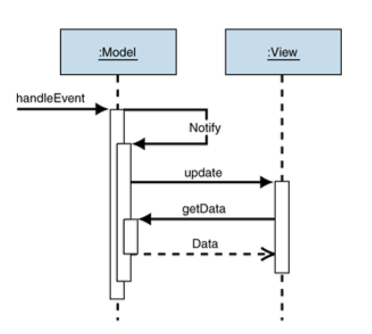 :Model
:View
handleEvent
Notify
update
getData
Data